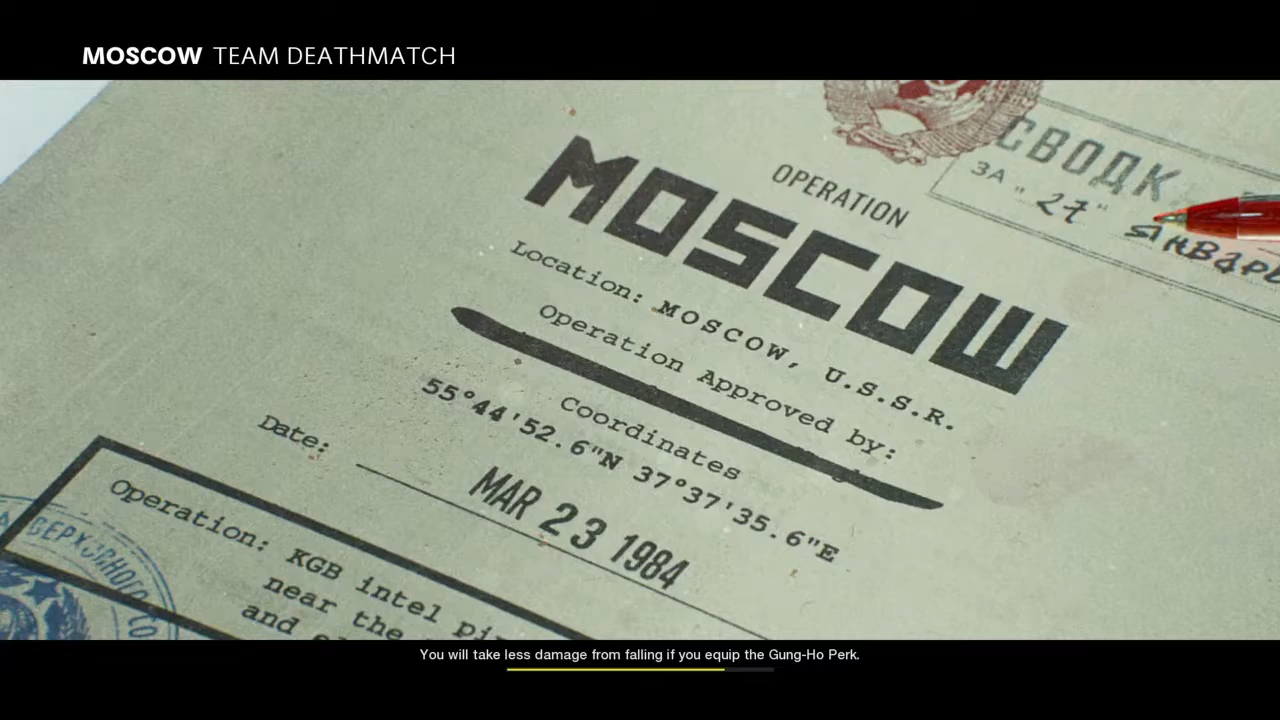 MOSCOW TEAM DEATHMATCH
СВОДК
ЗА " 27 "
январь
OPERATION
MOSCOW
Location: MOSCOW, U.S.S.R.
Operation Approved by:
Coordinates
55°44'52.6"N 37°37'35.6"E
Date:
MAR 23 1984
Operation: KGB intel
near the
and
ВЕРХОВНОГО
You will take less damage from falling if you equip the Gung-Ho Perk.